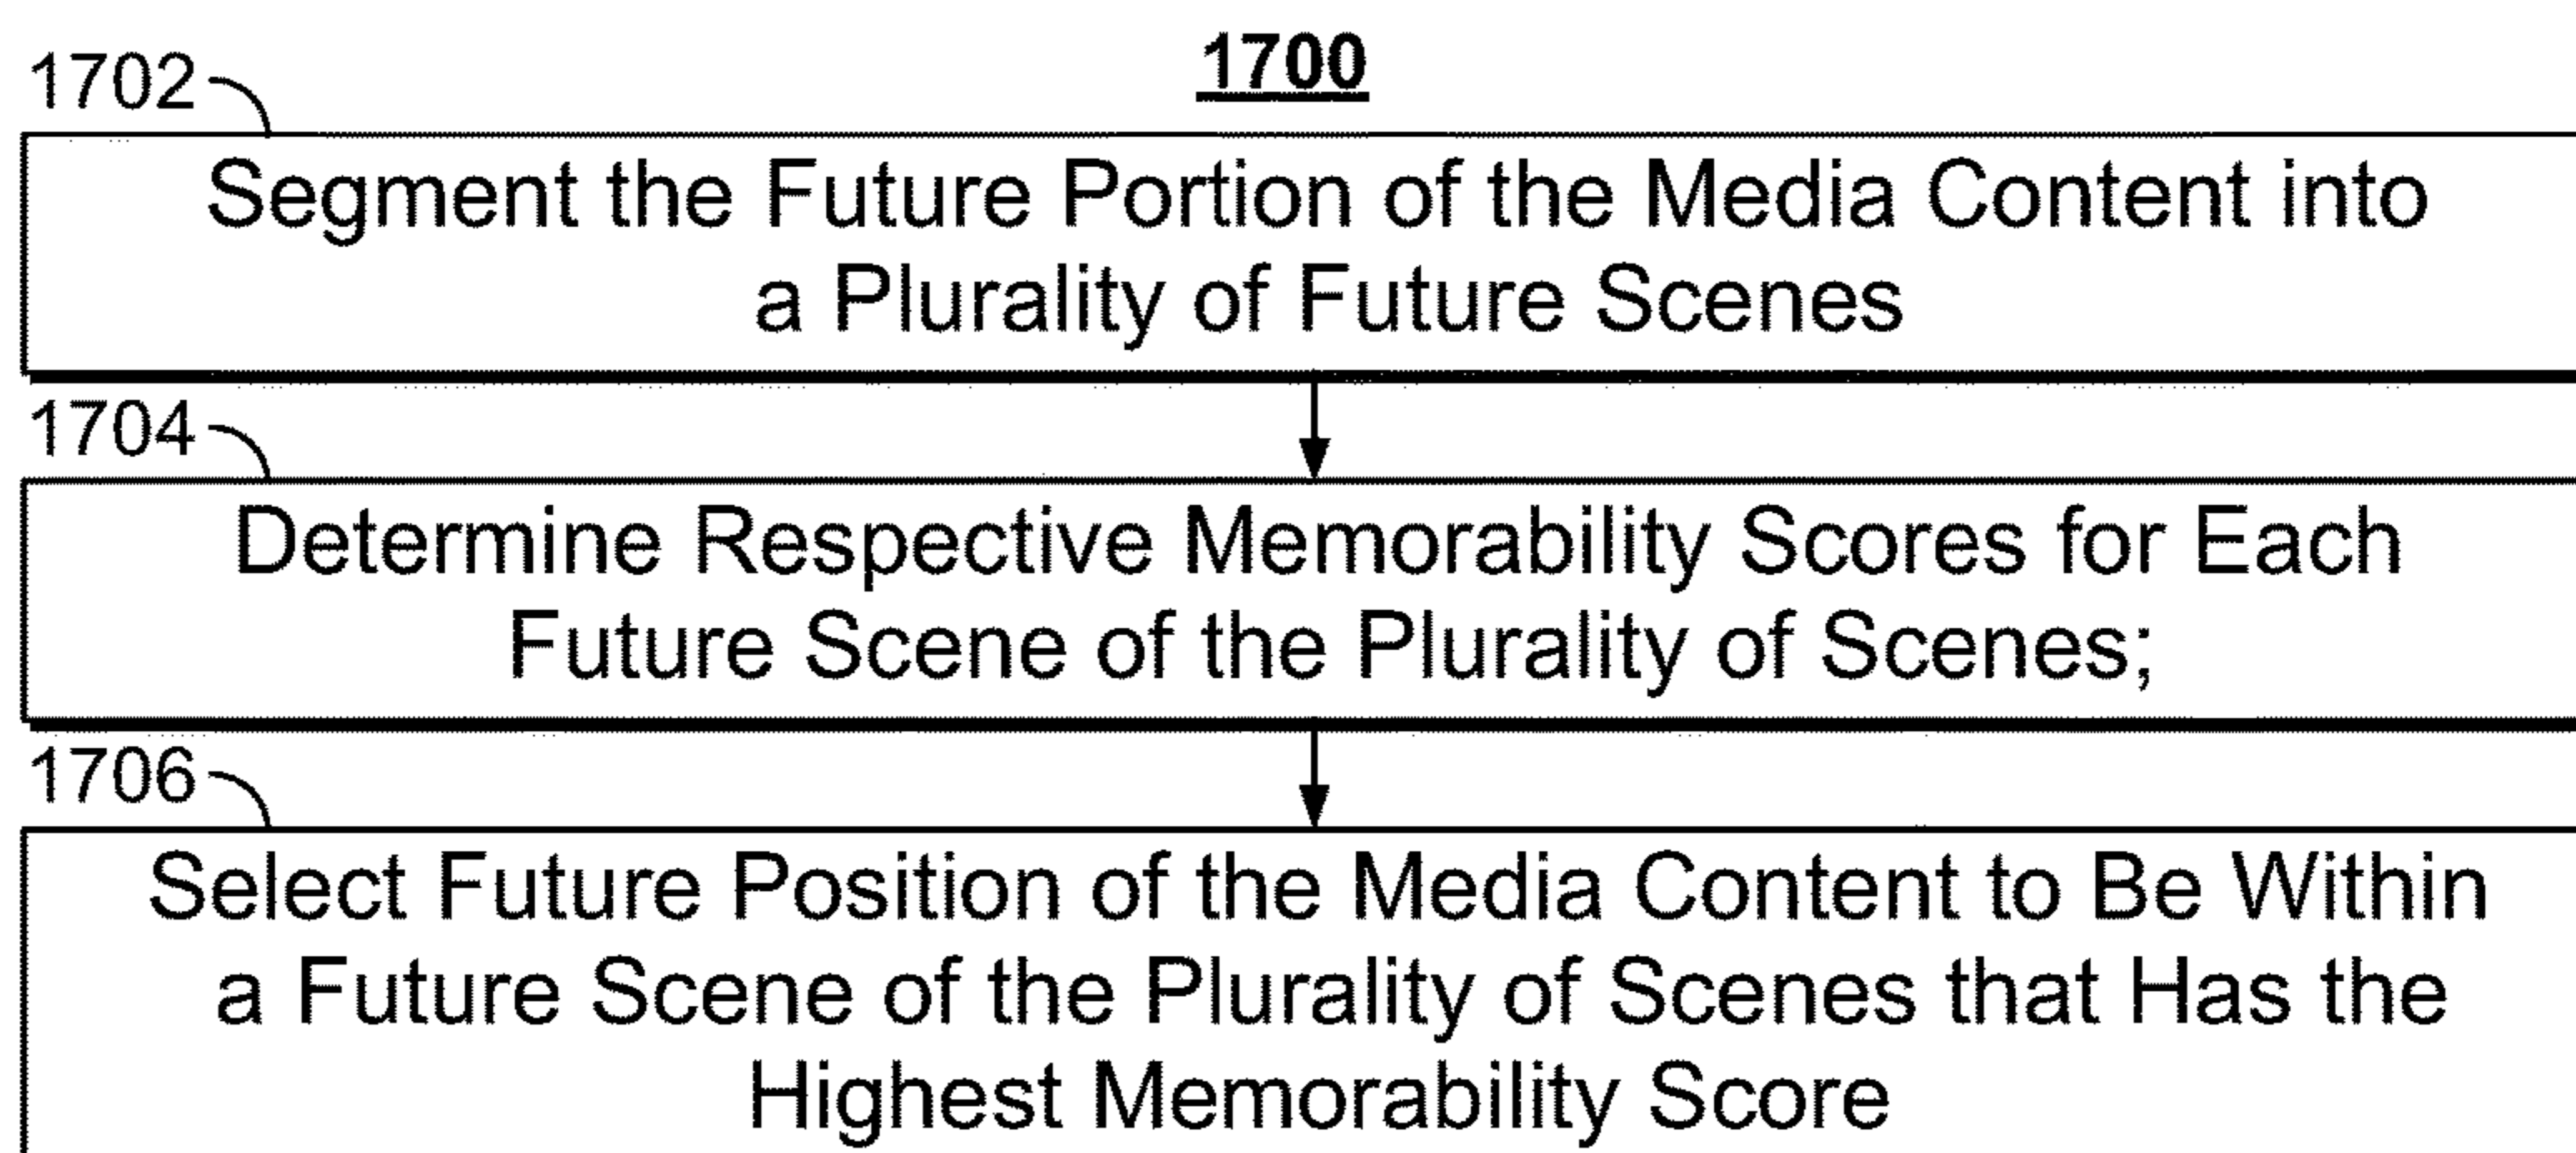 1700
1702
Segment the Future Portion of the Media Content into
a Plurality of Future Scenes
1704
Determine Respective Memorability Scores for Each
Future Scene of the Plurality of Scenes;
1706
Select Future Position of the Media Content to Be Within
a Future Scene of the Plurality of Scenes that Has the
Highest Memorability Score